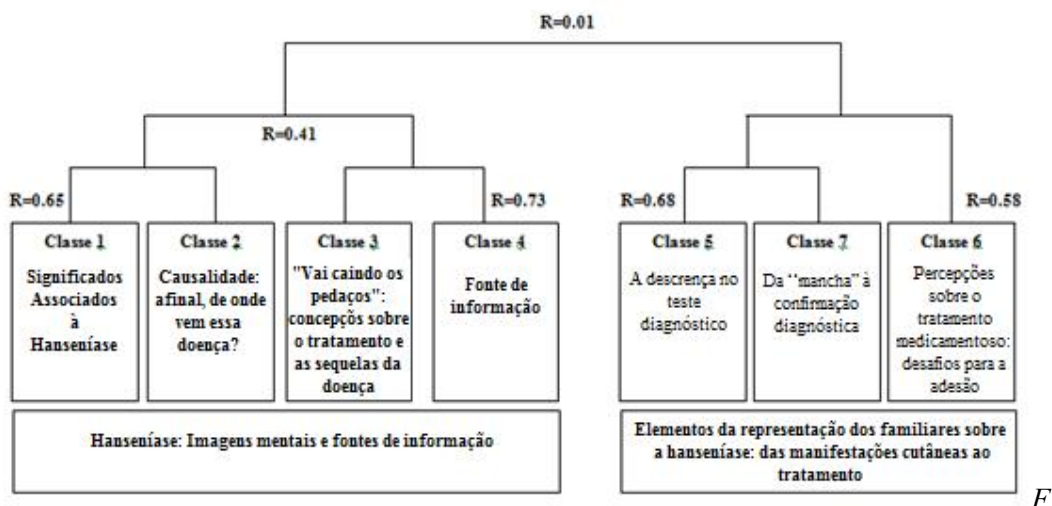 R=0.01
R=0.41
R=0.65
R=0.73
R=0.68
R=0.58
Classe 1
Significados
Associados
à
Hanseníase
Classe 2
Causalidade:
afinal, de onde
vem essa
doença?
Classe 3
"Vai caindo os
pedaços":
concepçõs sobre
o tratamento e
as sequelas da
doença
Classe 4
Fonte de
informação
Classe 5
A descrença no
teste
diagnóstico
Classe 7
Da “mancha” à
confirmação
diagnóstica
Classe 6
Percepções
sobre o
tratamento
medicamentoso:
desafios para a
adesão
Hanseníase: Imagens mentais e fontes de informação
Elementos da representação dos familiares sobre
a hanseníase: das manifestações cutâneas ao
tratamento
F